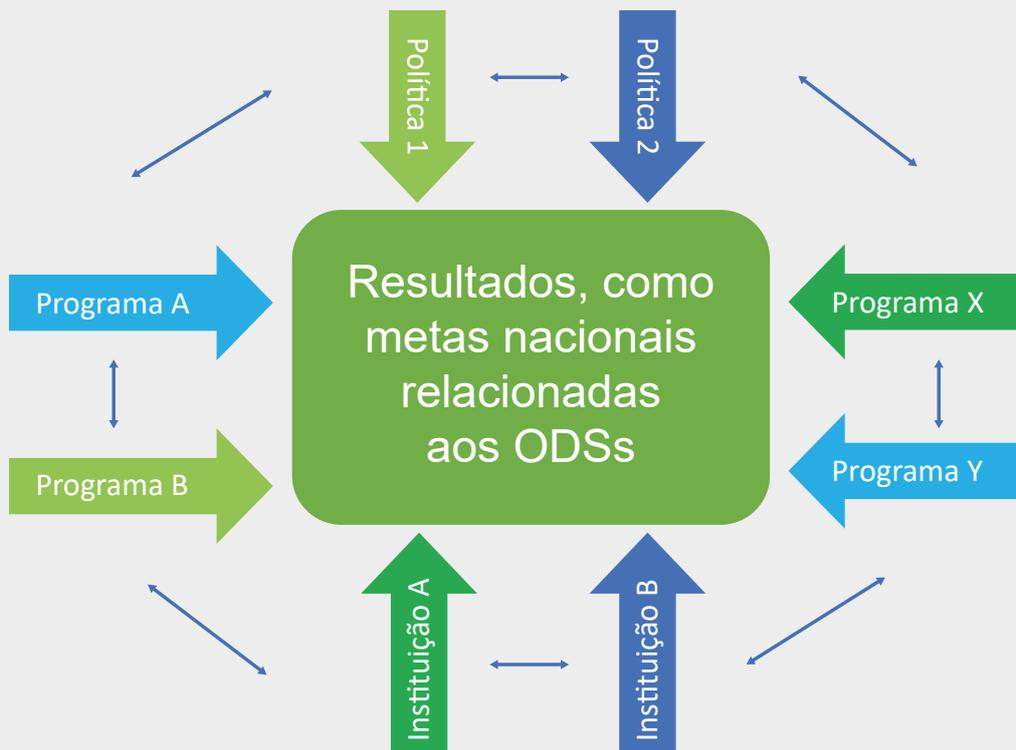 Política 1
Política 2
Programa A
Resultados, como
metas nacionais
relacionadas
aos ODSs
Programa X
Programa B
Programa Y
Instituição A
Instituição B